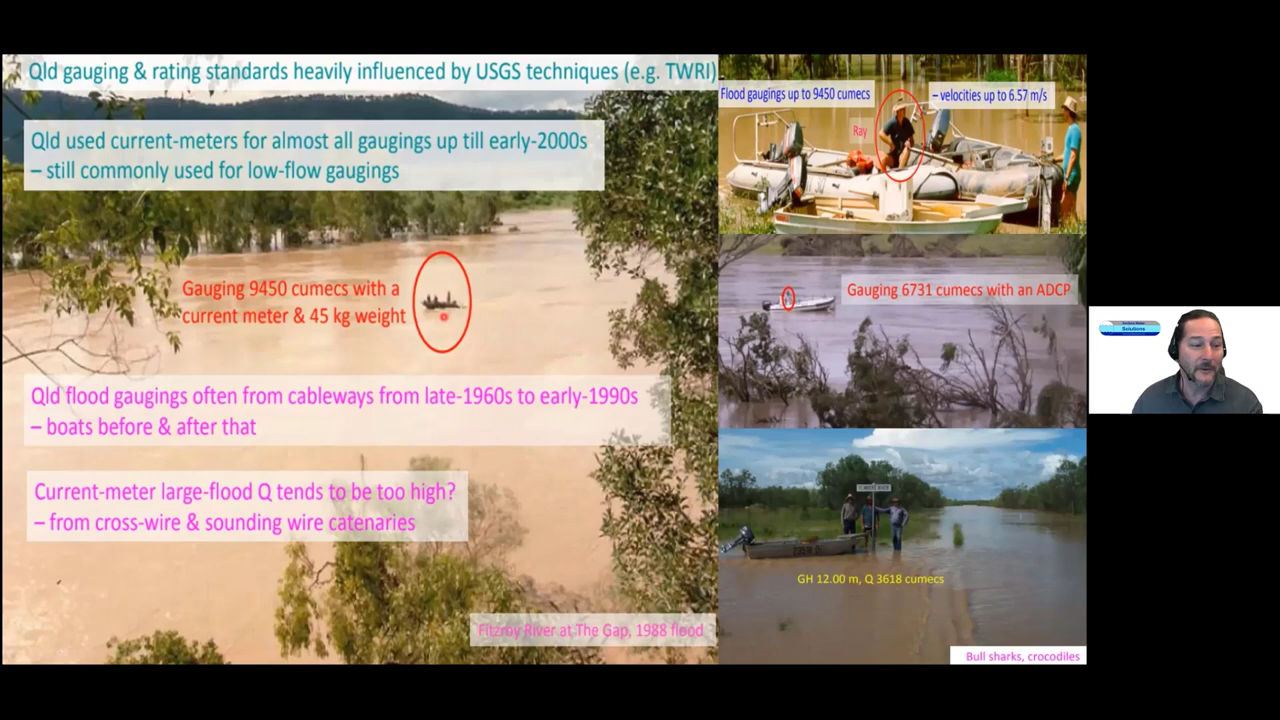 Qld gauging & rating standards heavily influenced by USGS techniques (e.g. TWRI)
Qld used current-meters for almost all gaugings up till early-2000s
– still commonly used for low-flow gaugings
Gauging 9450 cumecs with a
current meter & 45 kg weight
Qld flood gaugings often from cableways from late-1960s to early-1990s
– boats before & after that
Current-meter large-flood Q tends to be too high?
– from cross-wire & sounding wire catenaries
Fitzroy River at The Gap, 1988 flood
Flood gaugings up to 9450 cumecs
– velocities up to 6.57 m/s
Ray
Gauging 6731 cumecs with an ADCP
GH 12.00 m, Q 3618 cumecs
Bull sharks, crocodiles
Solutions